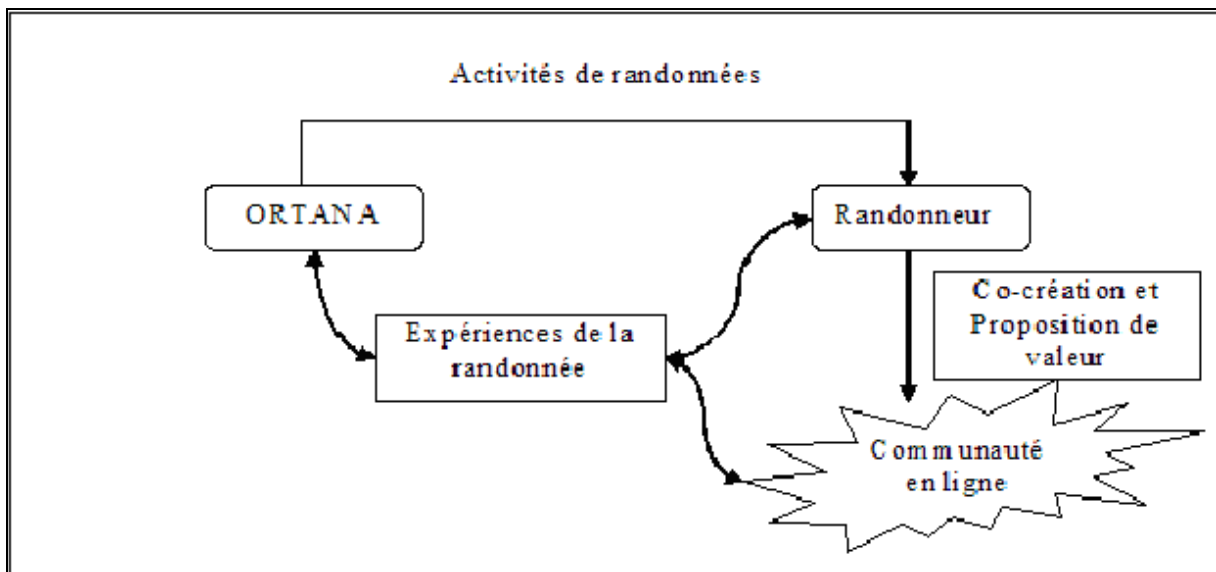 Activités de randonnées
ORTANA
Randonneur
Co-création et
Proposition de
valeur
Expériences de la
randonnée
Communauté
en ligne